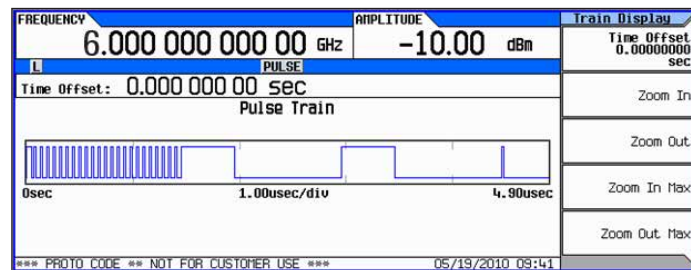 FREQUENCY
AMPLITUDE
6.000 000 000 00 GHz
-10.00 dBm
L
PULSE
Time Offset: 0.000 000 00 sec
Pulse Train
0sec
1.00usec/div
4.90usec
*** PROTO CODE ** NOT FOR CUSTOMER USE ***
05/19/2010 09:41
Train Display
Time Offset
0.00000000
sec
Zoom In
Zoom Out
Zoom In Max
Zoom Out Max